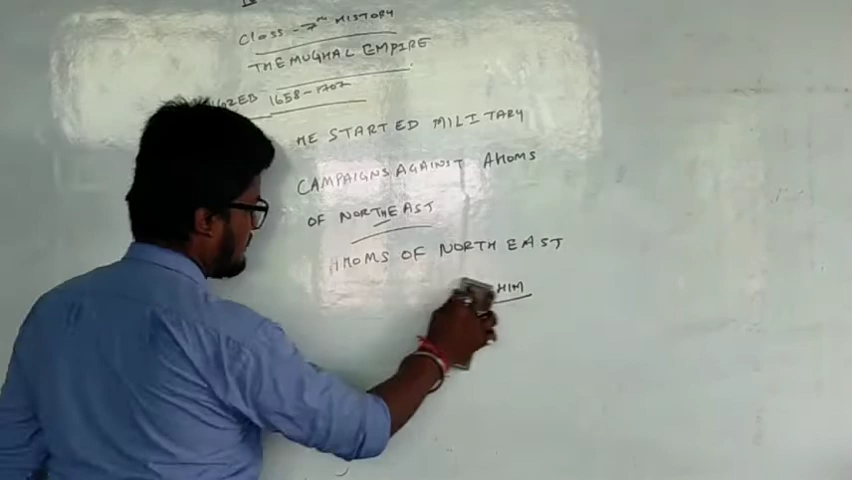 CLASS - 7TH HISTORY
THE MUGHAL EMPIRE
1658-1707
HE STARTED MILITARY
CAMPAIGNS AGAINST AHOMS
OF NORTHEAST
AHOMS OF NORTH EAST
HIM